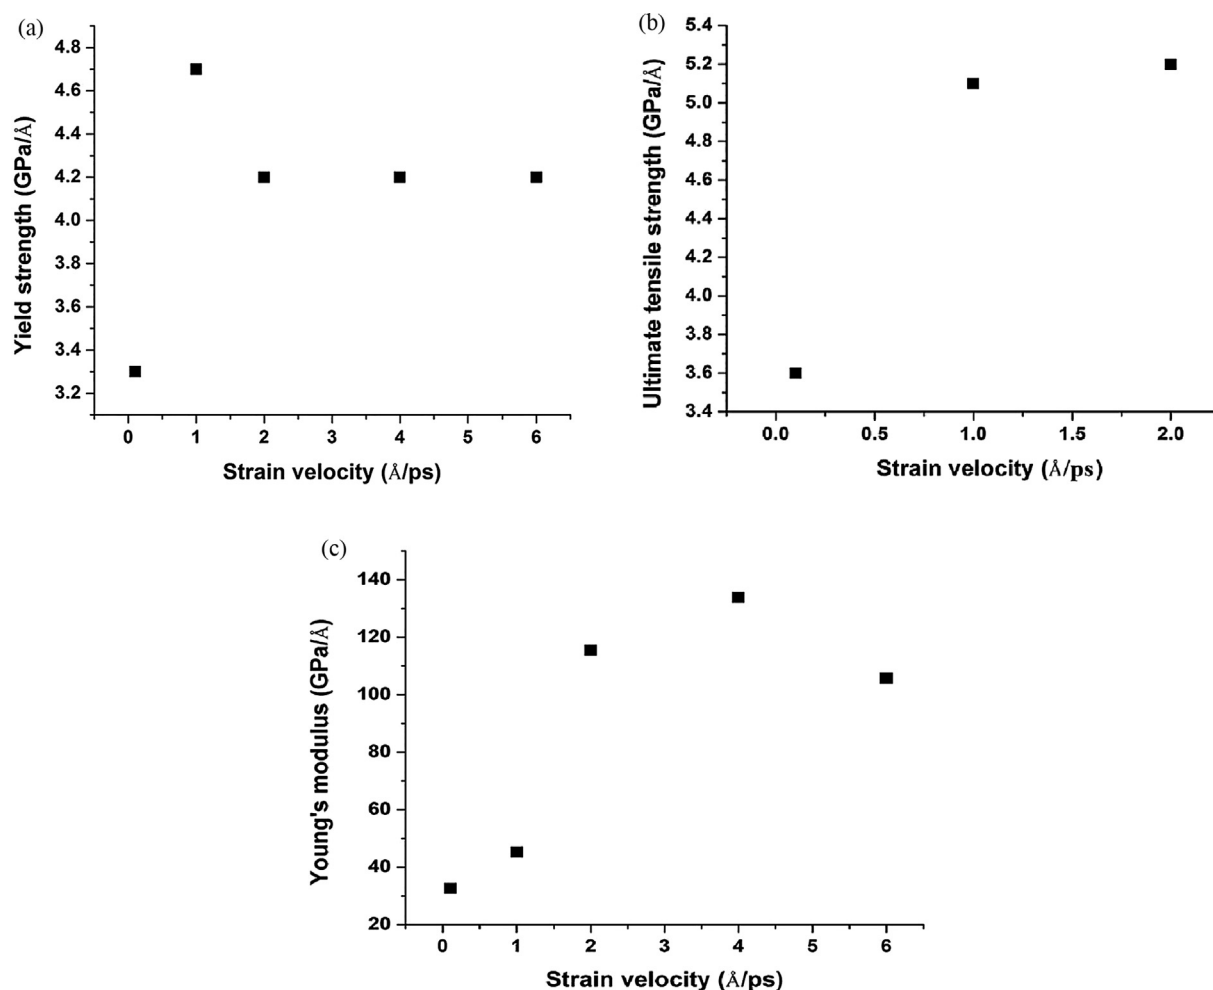 (a)
Yield strength (GPa/Å)
4.8
4.6
4.4
4.2
4.0
3.8
3.6
3.4
3.2
0 1 2 3 4 5 6
Strain velocity (Å/ps)
(b)
Ultimate tensile strength (GPa/Å)
5.4
5.2
5.0
4.8
4.6
4.4
4.2
4.0
3.8
3.6
3.4
0.0 0.5 1.0 1.5 2.0
Strain velocity (Å/ps)
(c)
Young's modulus (GPa/Å)
140
120
100
80
60
40
20
0 1 2 3 4 5 6
Strain velocity (Å/ps)